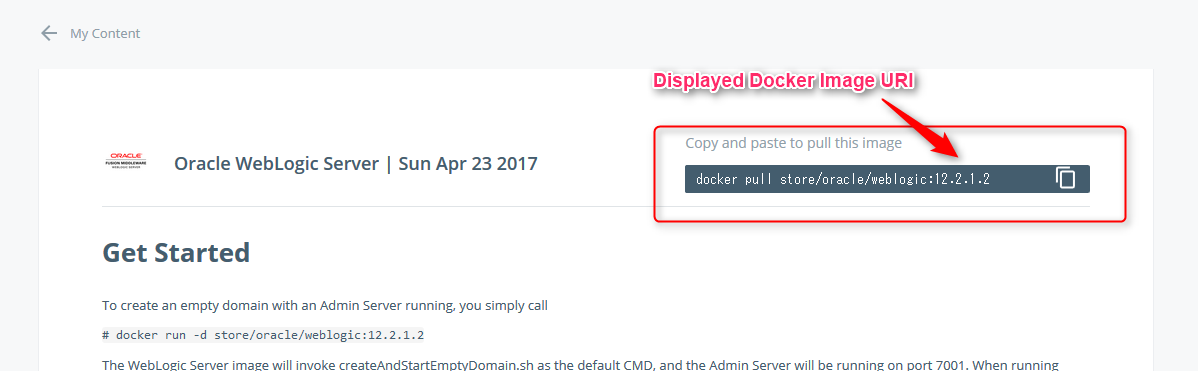 My Content
Displayed Docker Image URI
Copy and paste to pull this image
ORACLE
FUSION MIDDLEWARE
WEBLOGIC SERVER
Oracle WebLogic Server | Sun Apr 23 2017
docker pull store/oracle/weblogic:12.2.1.2
Get Started
To create an empty domain with an Admin Server running, you simply call
# docker run -d store/oracle/weblogic:12.2.1.2
The WebLogic Server image will invoke createAndStartEmptyDomain.sh as the default CMD, and the Admin Server will be running on port 7001. When running